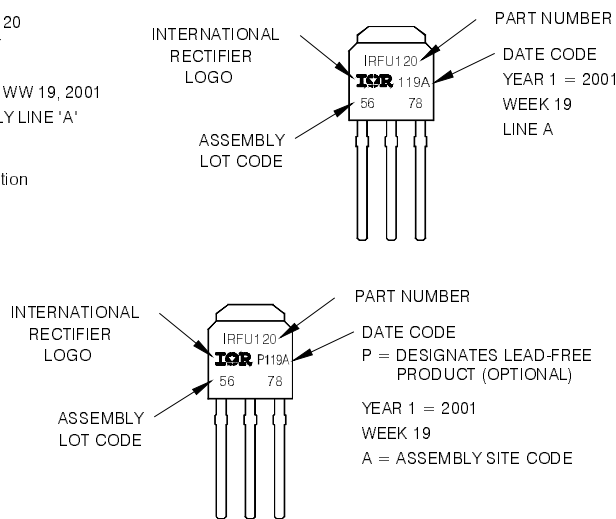 20
WW 19, 2001
LY LINE 'A'
tion
INTERNATIONAL
RECTIFIER
LOGO
ASSEMBLY
LOT CODE
IRFU120
IOR 119A
56 78
PART NUMBER
DATE CODE
YEAR 1 = 2001
WEEK 19
LINE A
INTERNATIONAL
RECTIFIER
LOGO
ASSEMBLY
LOT CODE
IRFU120
IOR P119A
56 78
PART NUMBER
DATE CODE
P = DESIGNATES LEAD-FREE
PRODUCT (OPTIONAL)
YEAR 1 = 2001
WEEK 19
A = ASSEMBLY SITE CODE